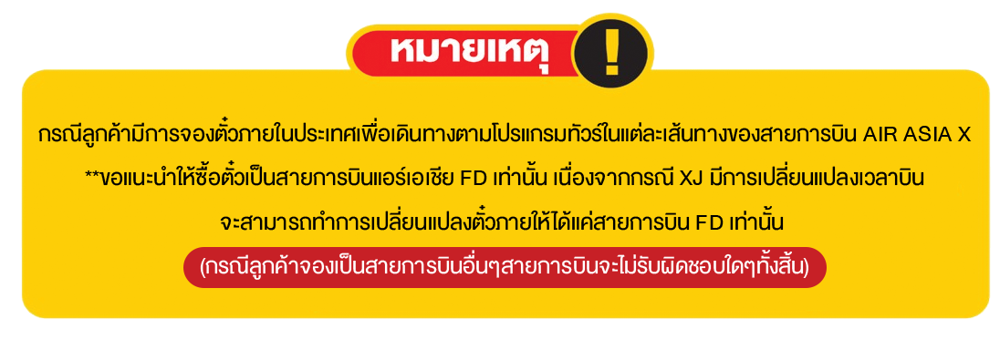 หมายเหตุ !
กรณีลูกค้ามีการจองตั๋วภายในประเทศเพื่อเดินทางตามโปรแกรมทัวร์ในแต่ละเส้นทางของสายการบิน AIR ASIA X
**ขอแนะนำให้ซื้อตั๋วเป็นสายการบินแอร์เอเชีย FD เท่านั้น เนื่องจากกรณี XJ มีการเปลี่ยนแปลงเวลาบิน
จะสามารถทำการเปลี่ยนแปลงตั๋วภายให้ได้แค่สายการบิน FD เท่านั้น
(กรณีลูกค้าจองเป็นสายการบินอื่นๆสายการบินจะไม่รับผิดชอบใดๆทั้งสิ้น)